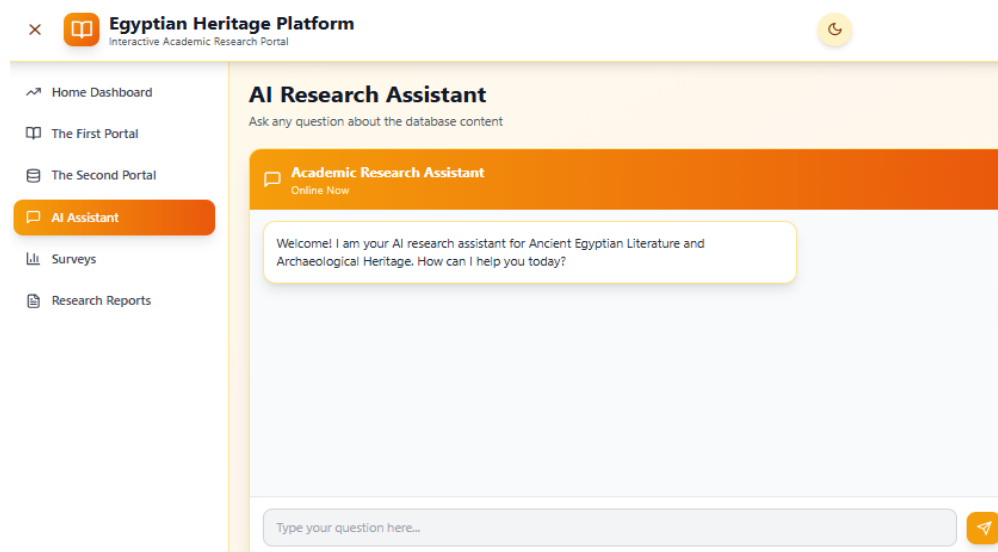 Egyptian Heritage Platform
Interactive Academic Research Portal
Home Dashboard
The First Portal
The Second Portal
AI Assistant
Surveys
Research Reports
AI Research Assistant
Ask any question about the database content
Academic Research Assistant
Online Now
Welcome! I am your AI research assistant for Ancient Egyptian Literature and
Archaeological Heritage. How can I help you today?
Type your question here...